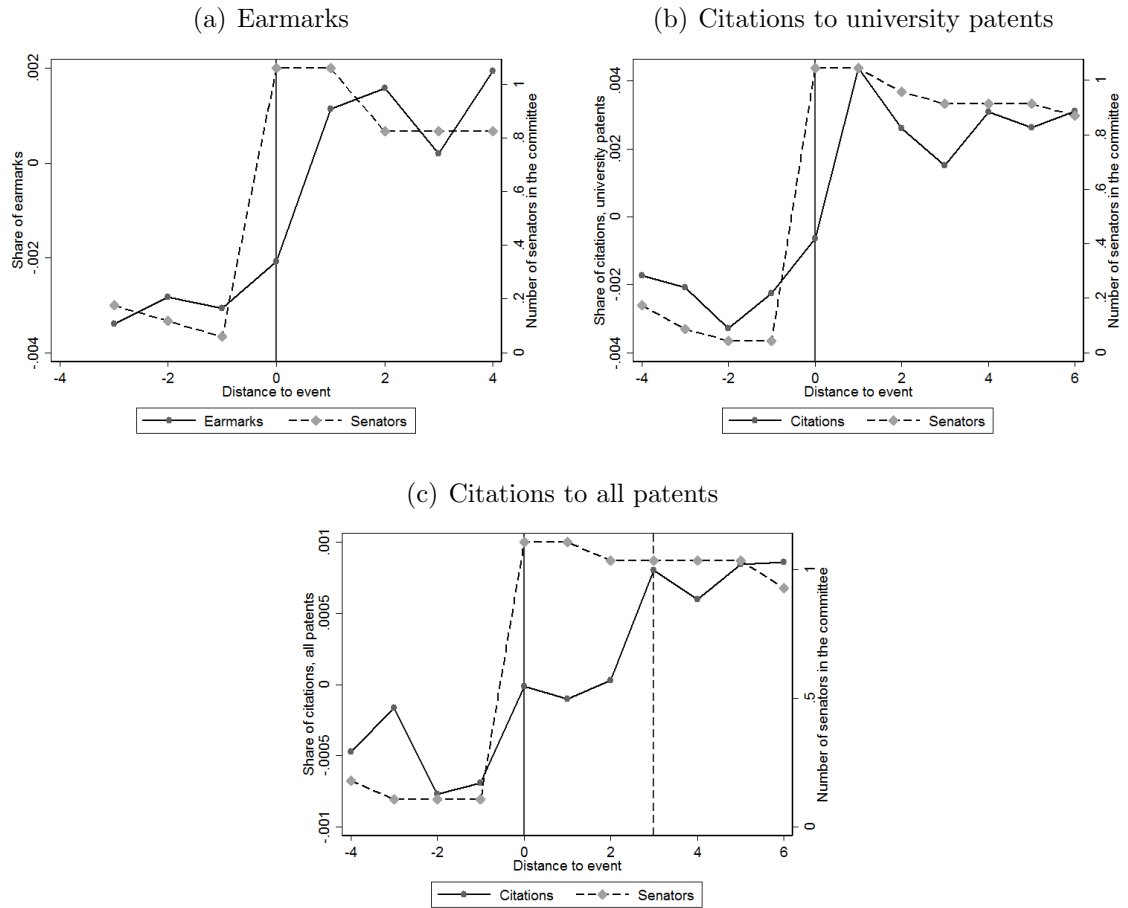 (a) Earmarks
Share of earmarks
.002
0
-.002
-.004
Number of senators in the committee
1
.8
.6
.4
.2
0
-4 -2 0 2 4
Distance to event
Earmarks Senators
(b) Citations to university patents
Share of citations, university patents
.004
.002
0
-.002
-.004
Number of senators in the committee
1
.8
.6
.4
.2
0
-4 -2 0 2 4 6
Distance to event
Citations Senators
(c) Citations to all patents
Share of citations, all patents
.001
.0005
0
-.0005
-.001
Number of senators in the committee
1
.5
0
-4 -2 0 2 4 6
Distance to event
Citations Senators